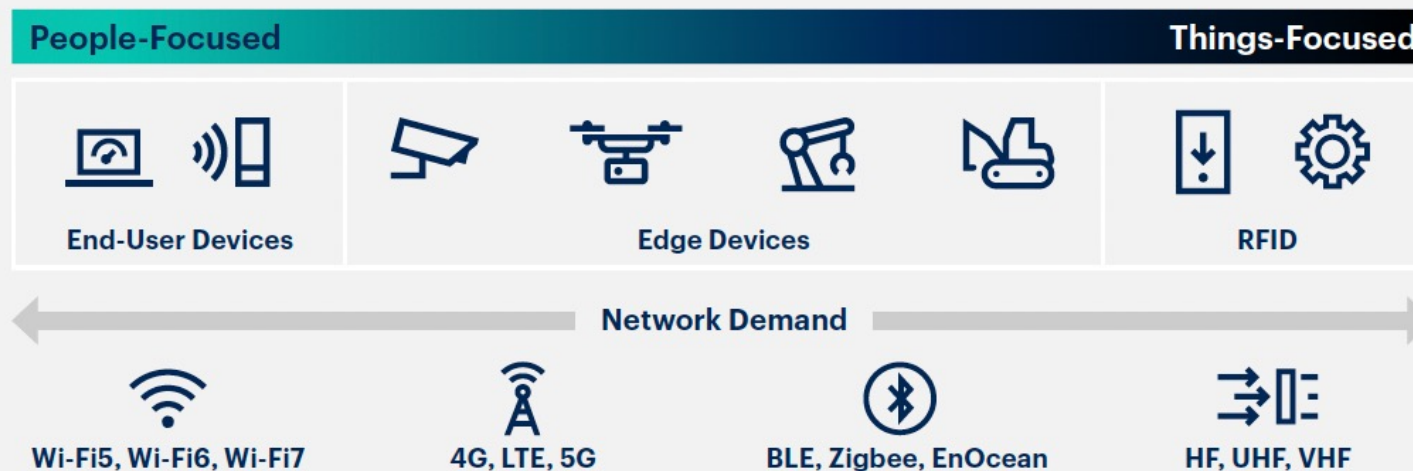 People-Focused
Things-Focused
End-User Devices
Edge Devices
RFID
Network Demand
Wi-Fi5, Wi-Fi6, Wi-Fi7
4G, LTE, 5G
BLE, Zigbee, EnOcean
HF, UHF, VHF